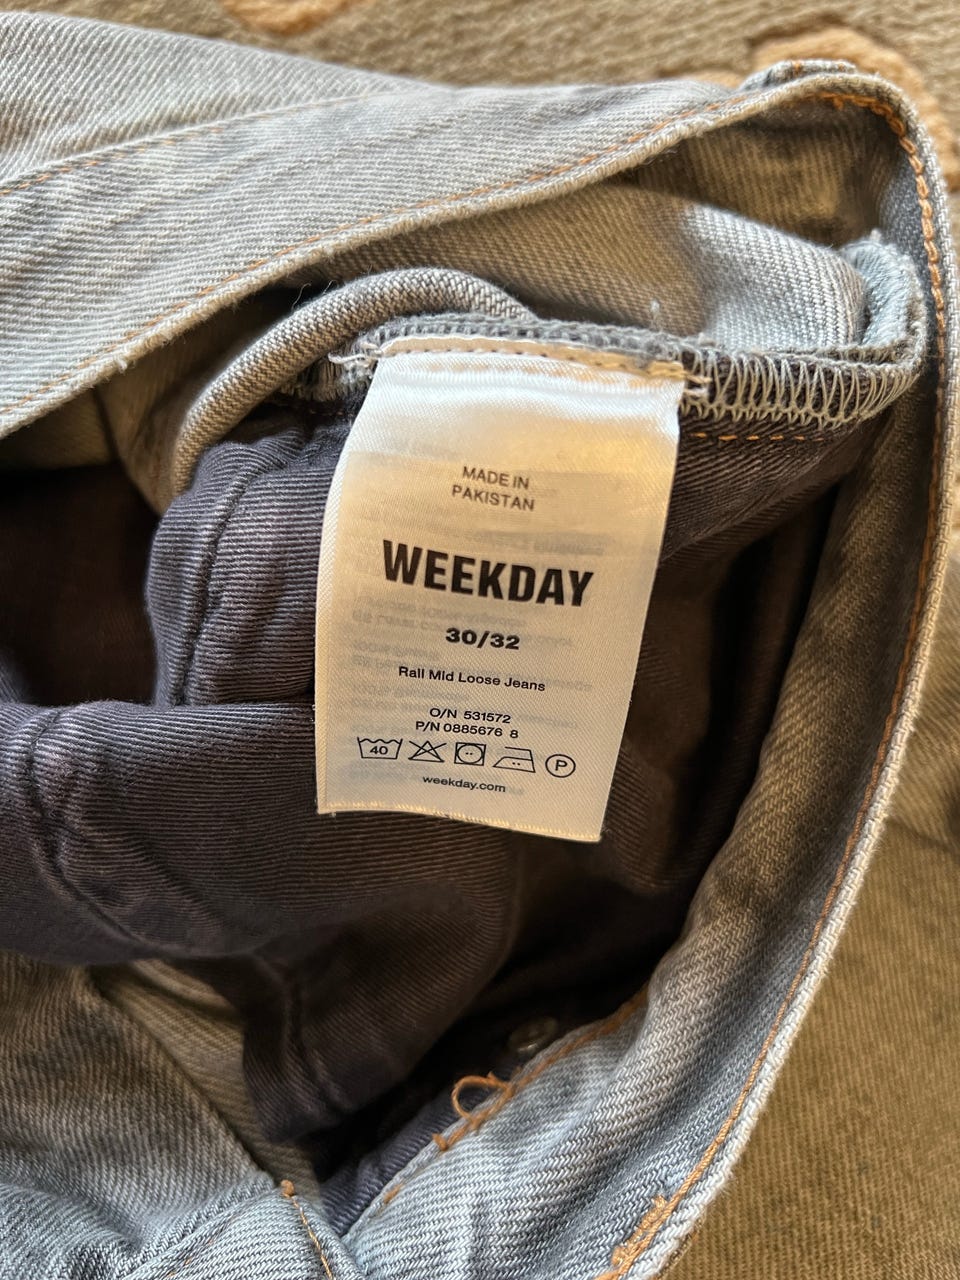 MADE IN
PAKISTAN
WEEKDAY
30/32
Rail Mid Loose Jeans
O/N 531572
P/N 0885676 8
40 P
weekday.com